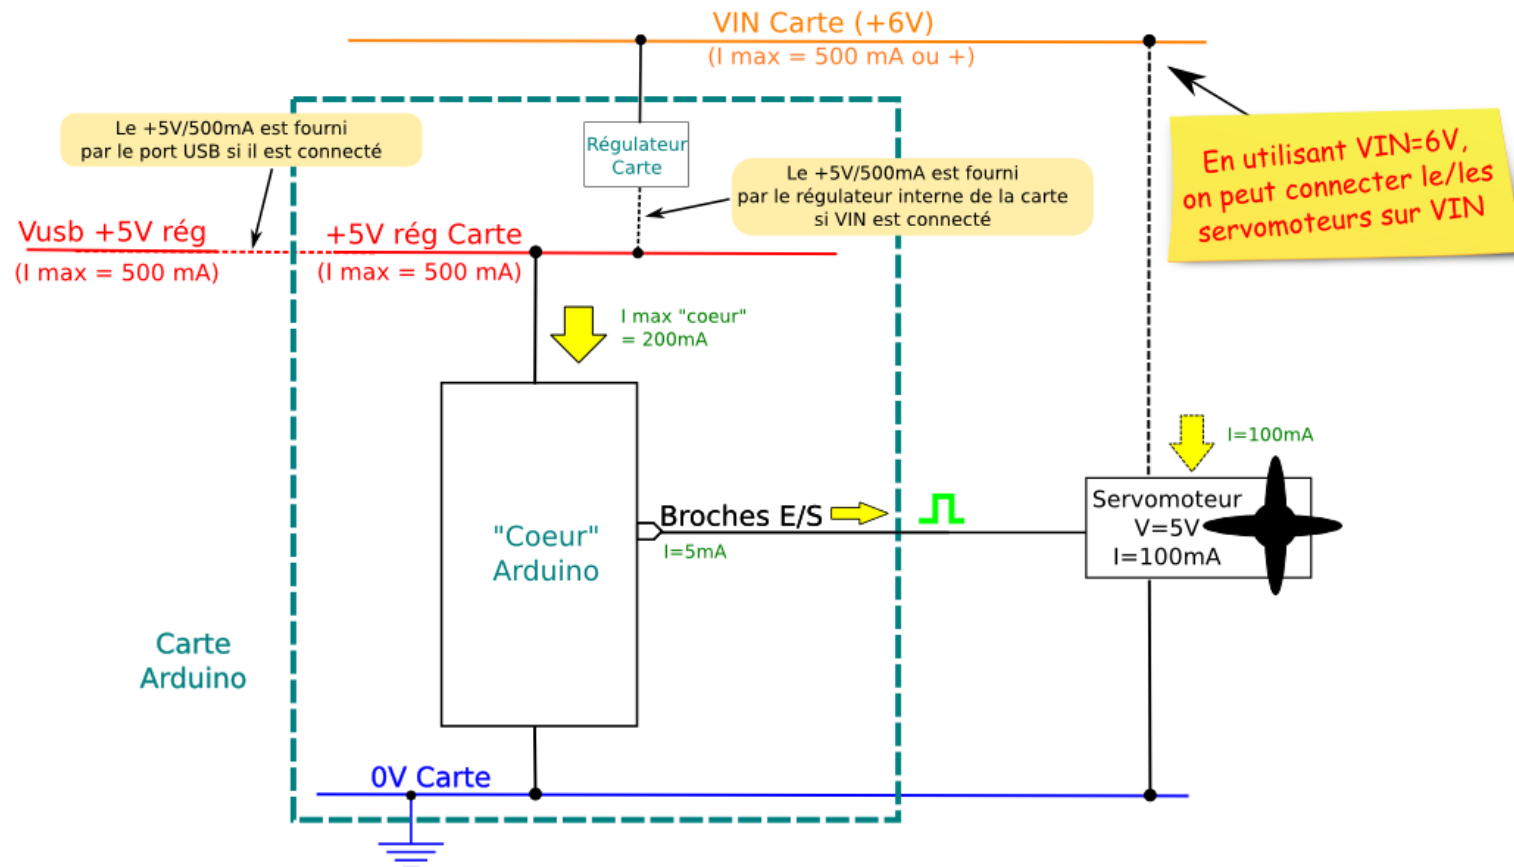 VIN Carte (+6V)
(I max = 500 mA ou +)
Le +5V/500mA est fourni
par le port USB si il est connecté
Régulateur
Carte
Le +5V/500mA est fourni
par le régulateur interne de la carte
si VIN est connecté
En utilisant VIN=6V,
on peut connecter le/les
servomoteurs sur VIN
Vusb +5V rég
(I max = 500 mA)
+5V rég Carte
(I max = 500 mA)
I max "coeur"
= 200mA
I=100mA
Servomoteur
V=5V
I=100mA
Broches E/S
I=5mA
"Coeur"
Arduino
Carte
Arduino
0V Carte